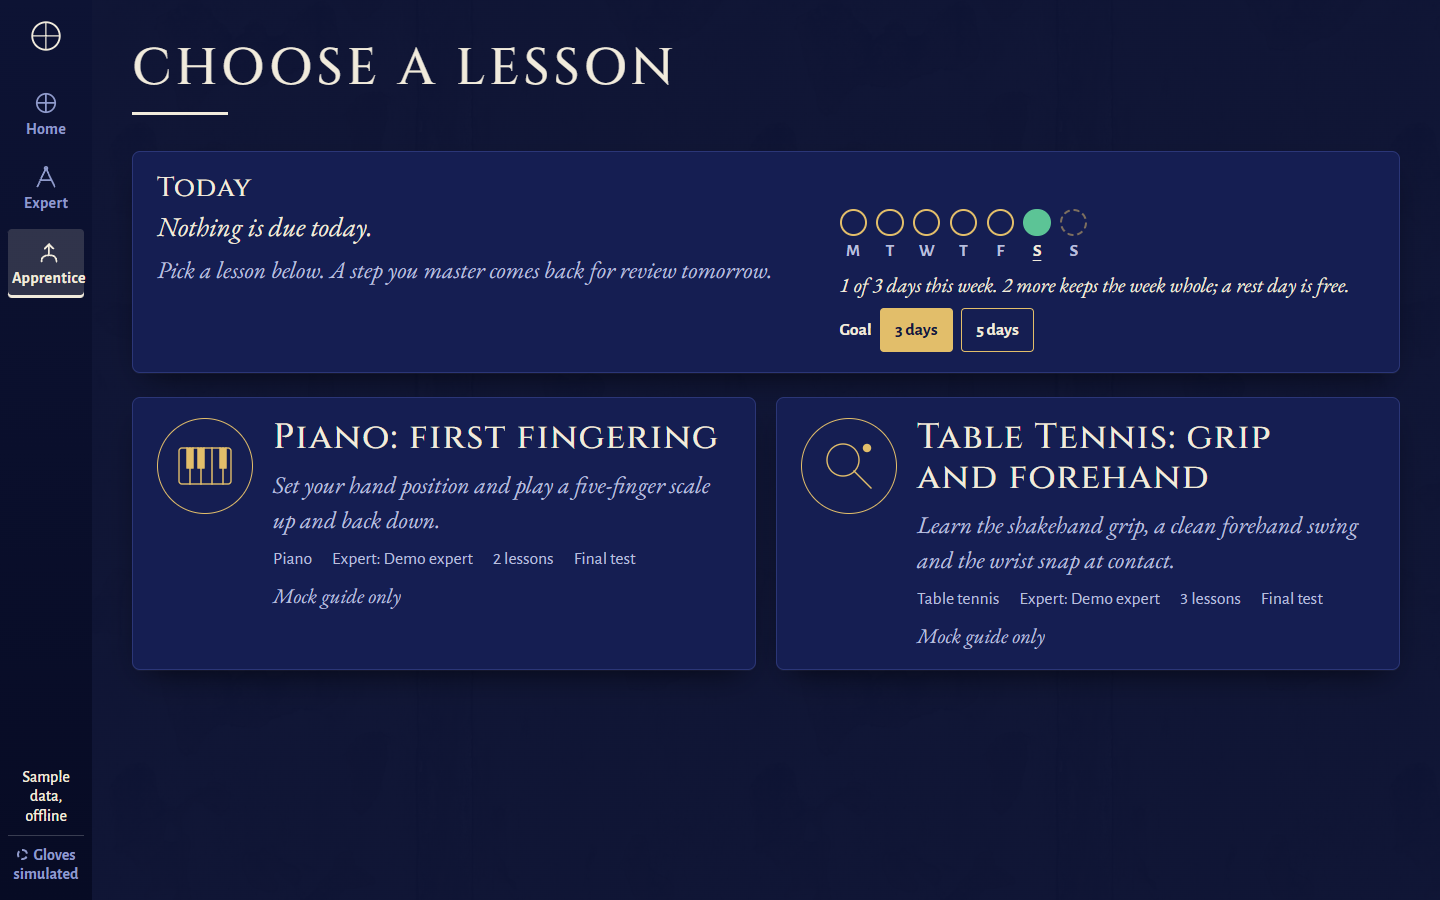 CHOOSE A LESSON
Home
Expert
Apprentice
Today
Nothing is due today.
Pick a lesson below. A step you master comes back for review tomorrow.
M T W T F S S
1 of 3 days this week. 2 more keeps the week whole; a rest day is free.
Goal 3 days 5 days
Piano: first fingering
Set your hand position and play a five-finger scale
up and back down.
Piano Expert: Demo expert 2 lessons Final test
Mock guide only
Table Tennis: grip
and forehand
Learn the shakehand grip, a clean forehand swing
and the wrist snap at contact.
Table tennis Expert: Demo expert 3 lessons Final test
Mock guide only
Sample
data,
offline
Gloves
simulated